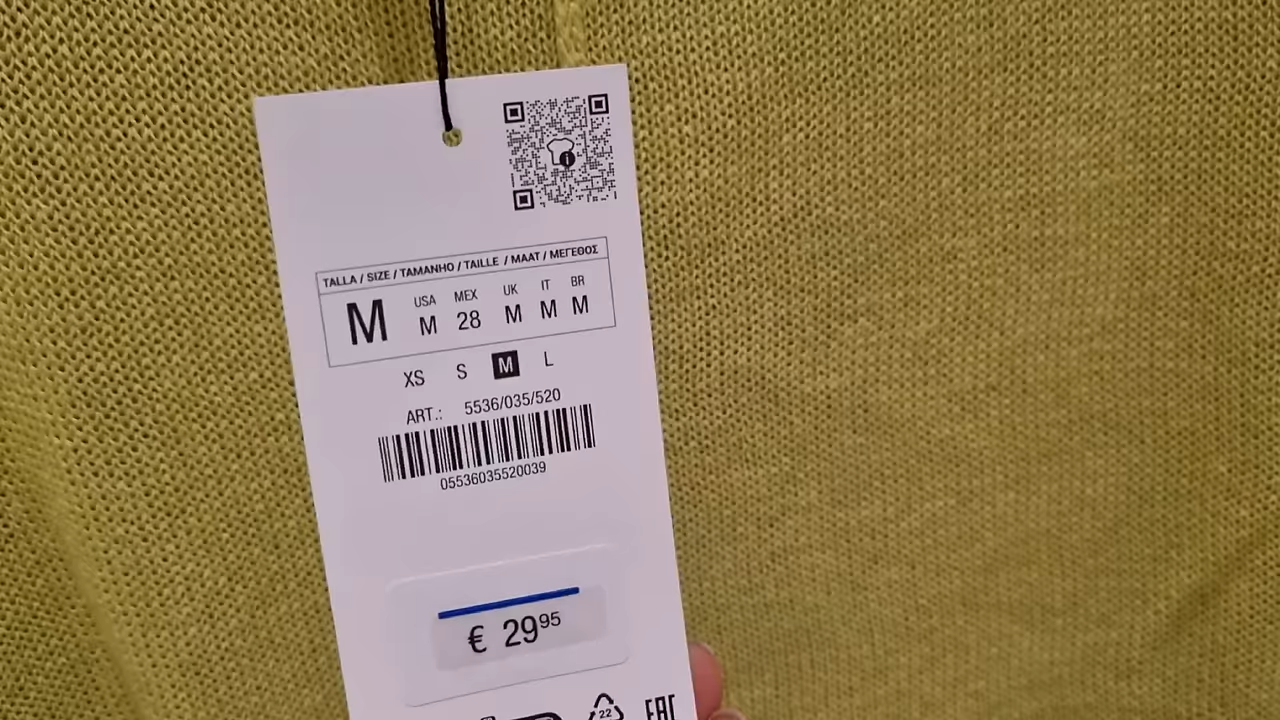 TALLA / SIZE / TAMANHO / TAILLE / MAAT / ΜΕΓΕΘΟΣ
M
USA MEX UK IT BR
M 28 M M M
XS S M L
ART.: 5536/035/520
05536035520039
€ 29⁹⁵
22 EAC